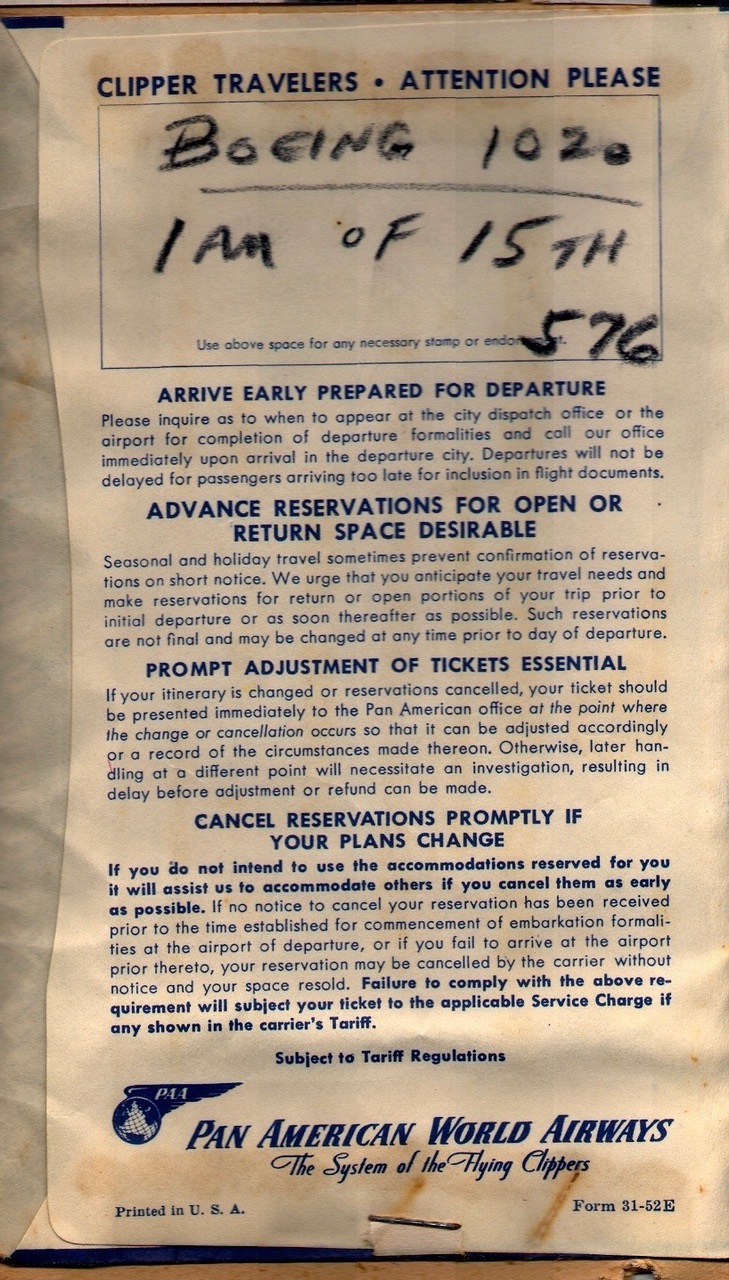 CLIPPER TRAVELERS • ATTENTION PLEASE
BOEING 1020
1 AM OF 15TH
576
Use above space for any necessary stamp or
ARRIVE EARLY PREPARED FOR DEPARTURE
Please inquire as to when to appear at the city dispatch office or the
airport for completion of departure formalities and call our office
immediately upon arrival in the departure city. Departures will not be
delayed for passengers arriving too late for inclusion in flight documents.
ADVANCE RESERVATIONS FOR OPEN OR
RETURN SPACE DESIRABLE
Seasonal and holiday travel sometimes prevent confirmation of reserva-
tions on short notice. We urge that you anticipate your travel needs and
make reservations for return or open portions of your trip prior to
initial departure or as soon thereafter as possible. Such reservations
are not final and may be changed at any time prior to day of departure.
PROMPT ADJUSTMENT OF TICKETS ESSENTIAL
If your itinerary is changed or reservations cancelled, your ticket should
be presented immediately to the Pan American office at the point where
the change or cancellation occurs so that it can be adjusted accordingly
or a record of the circumstances made thereon. Otherwise, later han-
dling at a different point will necessitate an investigation, resulting in
delay before adjustment or refund can be made.
CANCEL RESERVATIONS PROMPTLY IF
YOUR PLANS CHANGE
If you do not intend to use the accommodations reserved for you
it will assist us to accommodate others if you cancel them as early
as possible. If no notice to cancel your reservation has been received
prior to the time established for commencement of embarkation formali-
ties at the airport of departure, or if you fail to arrive at the airport
prior thereto, your reservation may be cancelled by the carrier without
notice and your space resold. Failure to comply with the above re-
quirement will subject your ticket to the applicable Service Charge if
any shown in the carrier's Tariff.
Subject to Tariff Regulations
PAA
PAN AMERICAN WORLD AIRWAYS
The System of the Flying Clippers
Printed in U. S. A.
Form 31-52E